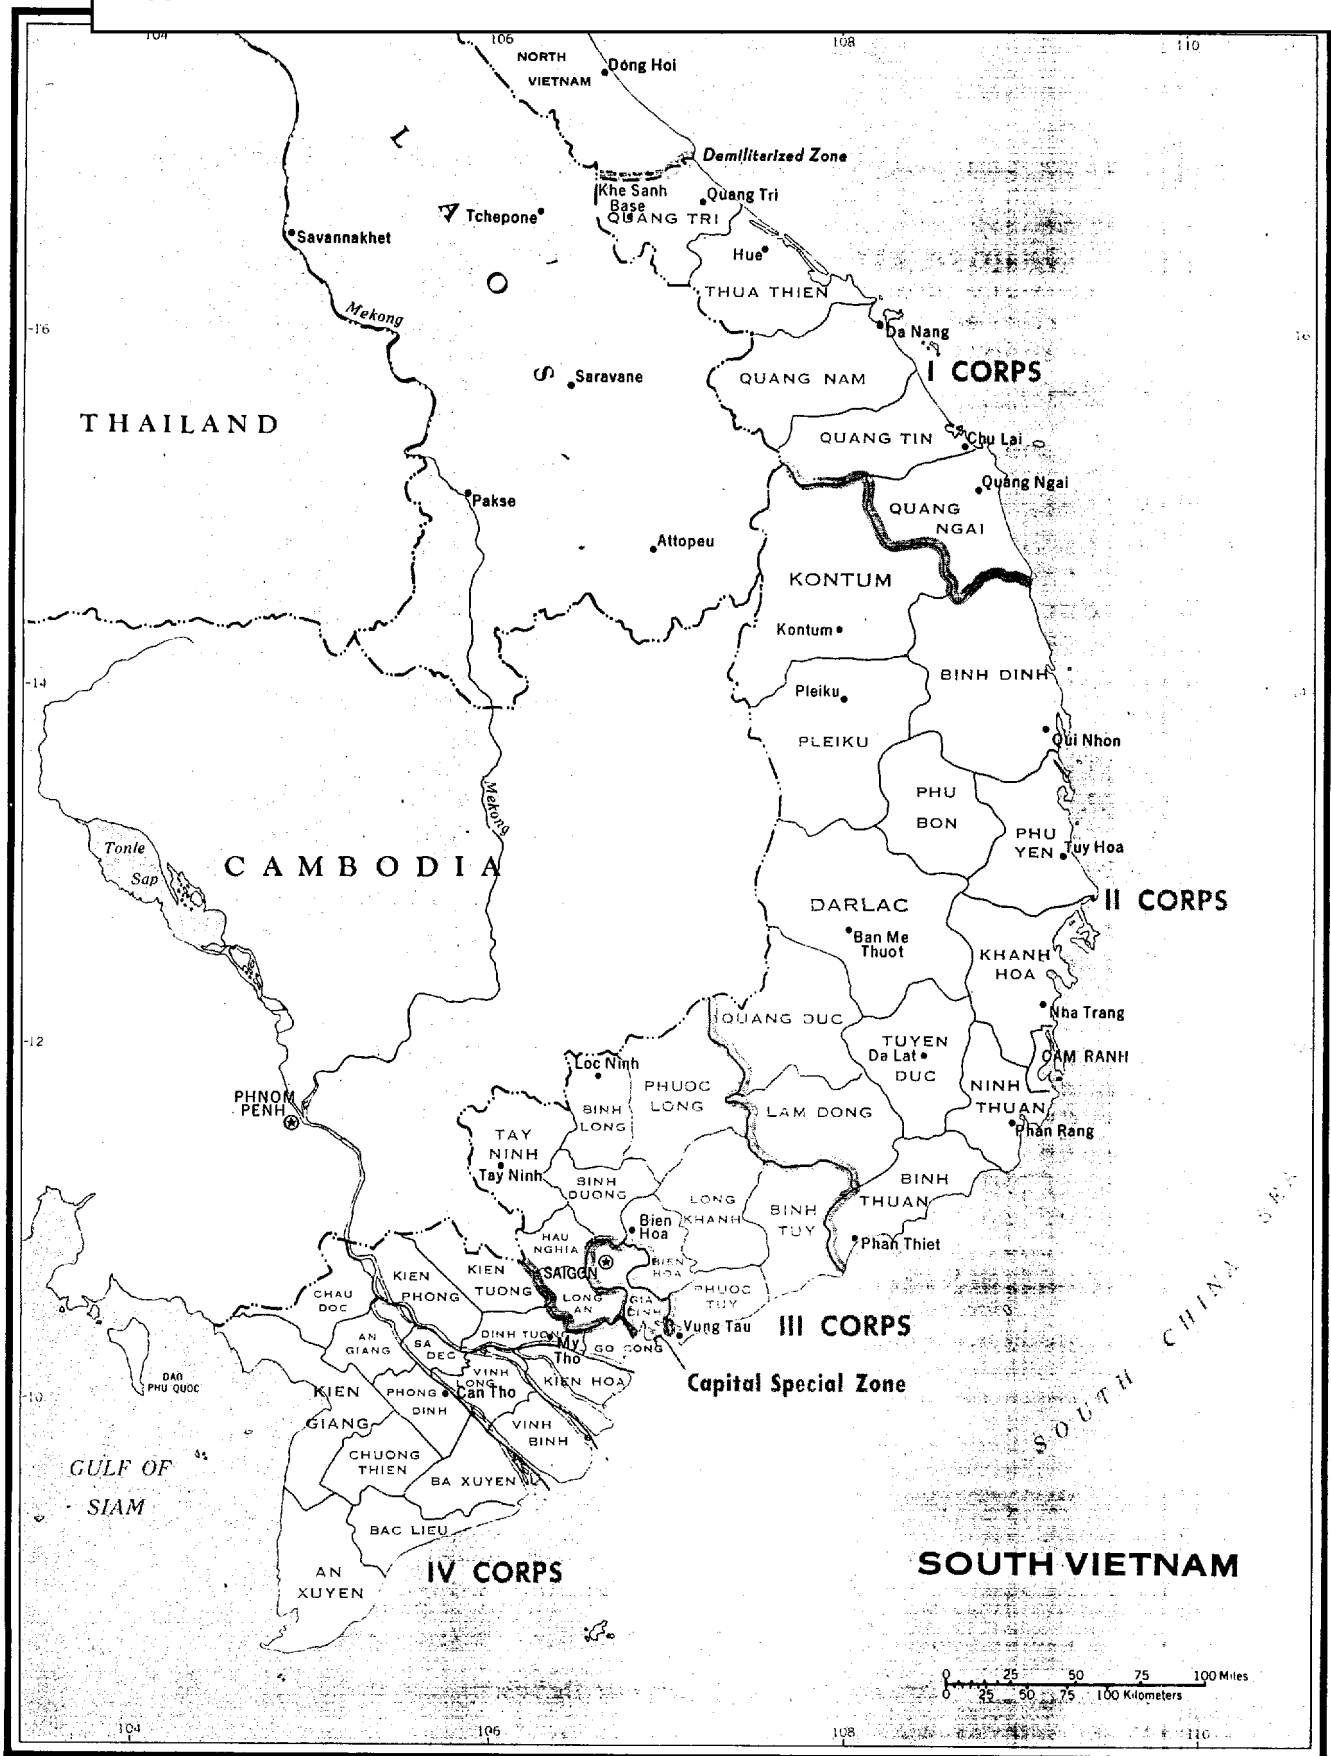 104
106
108
110
NORTH
VIETNAM
Dong Hoi
L
A
O
S
Demilitarized Zone
Khe Sanh
Base
Quang Tri
QUANG TRI
Tchepone
Savannakhet
Hue
THUA THIEN
Mekong
16
16
Da Nang
I CORPS
Saravane
QUANG NAM
THAILAND
QUANG TIN
Chu Lai
Pakse
Quang Ngai
QUANG
NGAI
Attopeu
KONTUM
Kontum
14
BINH DINH
Pleiku
PLEIKU
Qui Nhon
Mekong
PHU
BON
PHU
YEN
Tuy Hoa
Tonle
Sap
CAMBODIA
II CORPS
DARLAC
Ban Me
Thuot
KHANH
HOA
Nha Trang
QUANG DUC
12
TUYEN
Da Lat
DUC
CAM RANH
Loc Ninh
PHUOC
LONG
NINH
THUAN
PHNOM
PENH
BINH
LONG
LAM DONG
Phan Rang
TAY
NINH
Tay Ninh
BINH
DUONG
LONG
KHANH
BINH
THUAN
BINH
TUY
Bien
Hoa
HAU
NGHIA
Phan Thiet
SAIGON
BIEN
HOA
KIEN
PHONG
KIEN
TUONG
CHAU
DOC
LONG
AN
GIA
DINH
PHUOC
TUY
Vung Tau
III CORPS
AN
GIANG
SA
DEC
DINH TUONG
My
Tho
GO CONG
Capital Special Zone
DAO
PHU QUOC
10
KIEN
GIANG
PHONG
DINH
VINH
LONG
Can Tho
KIEN HOA
VINH
BINH
CHUONG
THIEN
BA XUYEN
GULF OF
SIAM
SOUTH CHINA SEA
BAC LIEU
AN
XUYEN
IV CORPS
SOUTH VIETNAM
0 25 50 75 100 Miles
0 25 50 75 100 Kilometers
104
106
108
110